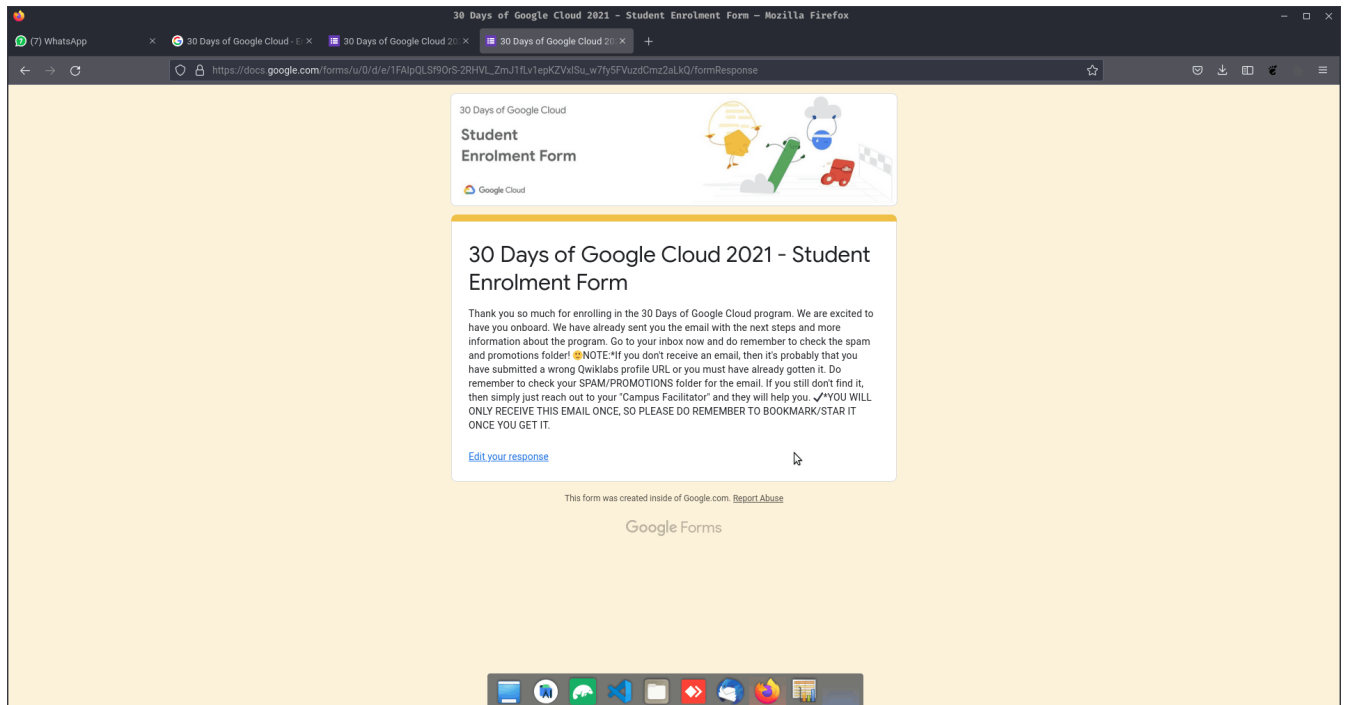 30 Days of Google Cloud 2021 - Student Enrolment Form — Mozilla Firefox
(7) WhatsApp
30 Days of Google Cloud - E
30 Days of Google Cloud 20
30 Days of Google Cloud 20
https://docs.google.com/forms/u/0/d/e/1FAIpQLSf9OrS-2RHVL_ZmJ1fLv1epKZVxISu_w7fy5FVuzdCmz2aLkQ/formResponse
30 Days of Google Cloud
Student
Enrolment Form
Google Cloud
30 Days of Google Cloud 2021 - Student
Enrolment Form
Thank you so much for enrolling in the 30 Days of Google Cloud program. We are excited to
have you onboard. We have already sent you the email with the next steps and more
information about the program. Go to your inbox now and do remember to check the spam
and promotions folder! 🙂NOTE:*If you don't receive an email, then it's probably that you
have submitted a wrong Qwiklabs profile URL or you must have already gotten it. Do
remember to check your SPAM/PROMOTIONS folder for the email. If you still don't find it,
then simply just reach out to your "Campus Facilitator" and they will help you. ✔*YOU WILL
ONLY RECEIVE THIS EMAIL ONCE, SO PLEASE DO REMEMBER TO BOOKMARK/STAR IT
ONCE YOU GET IT.
Edit your response
This form was created inside of Google.com. Report Abuse
Google Forms